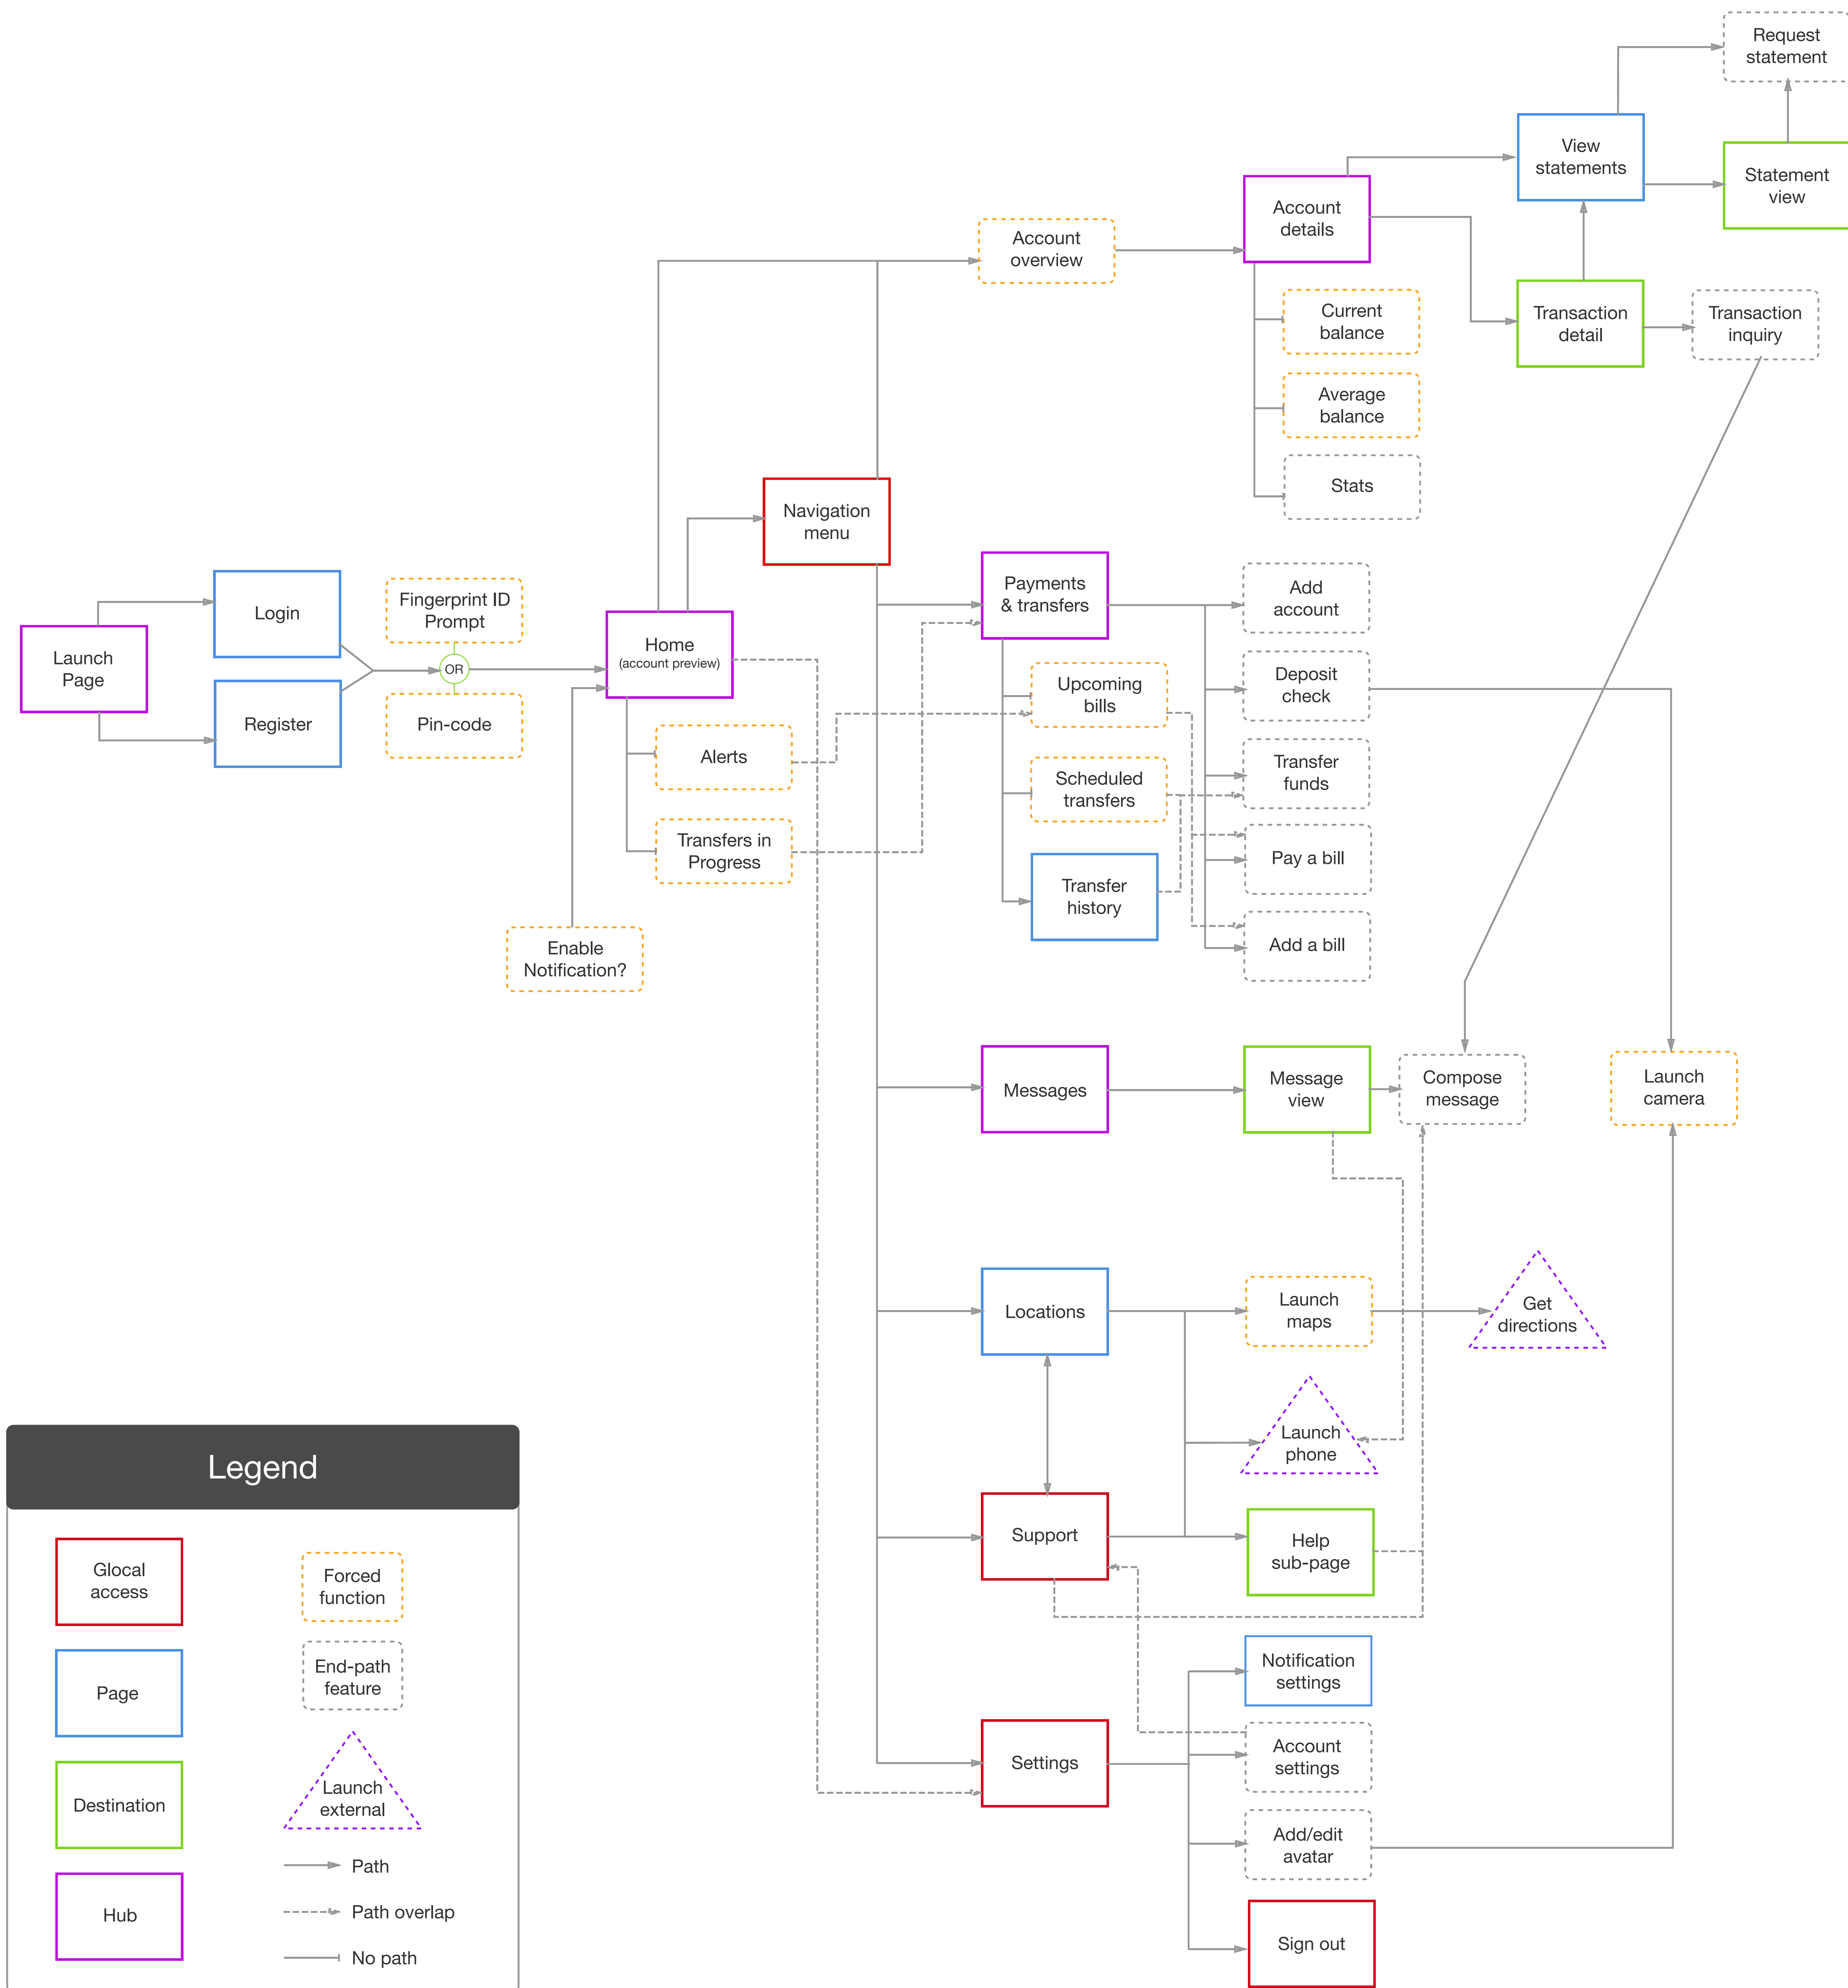 Request
statement
View
statements
Statement
view
Account
details
Account
overview
Current
balance
Transaction
detail
Transaction
inquiry
Average
balance
Stats
Navigation
menu
Launch
Page
Login
Register
Fingerprint ID
Prompt
OR
Pin-code
Home
(account preview)
Alerts
Transfers in
Progress
Enable
Notification?
Payments
& transfers
Upcoming
bills
Scheduled
transfers
Transfer
history
Add
account
Deposit
check
Transfer
funds
Pay a bill
Add a bill
Messages
Message
view
Compose
message
Launch
camera
Locations
Launch
maps
Get
directions
Launch
phone
Support
Help
sub-page
Settings
Notification
settings
Account
settings
Add/edit
avatar
Sign out
Legend
Glocal
access
Page
Destination
Hub
Forced
function
End-path
feature
Launch
external
Path
Path overlap
No path